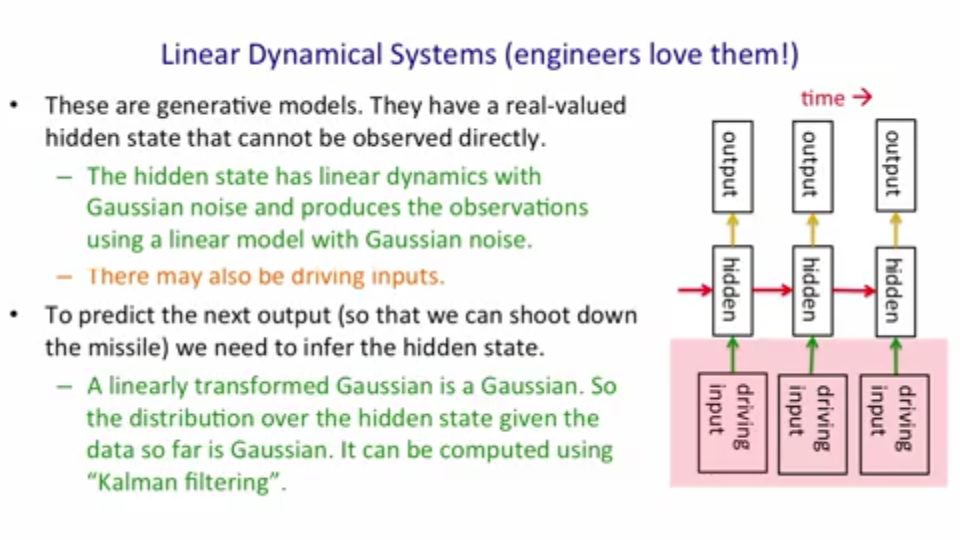 Linear Dynamical Systems (engineers love them!)
• These are generative models. They have a real-valued
hidden state that cannot be observed directly.
– The hidden state has linear dynamics with
Gaussian noise and produces the observations
using a linear model with Gaussian noise.
– There may also be driving inputs.
• To predict the next output (so that we can shoot down
the missile) we need to infer the hidden state.
– A linearly transformed Gaussian is a Gaussian. So
the distribution over the hidden state given the
data so far is Gaussian. It can be computed using
“Kalman filtering”.
time →
output
output
output
hidden
hidden
hidden
driving
input
driving
input
driving
input